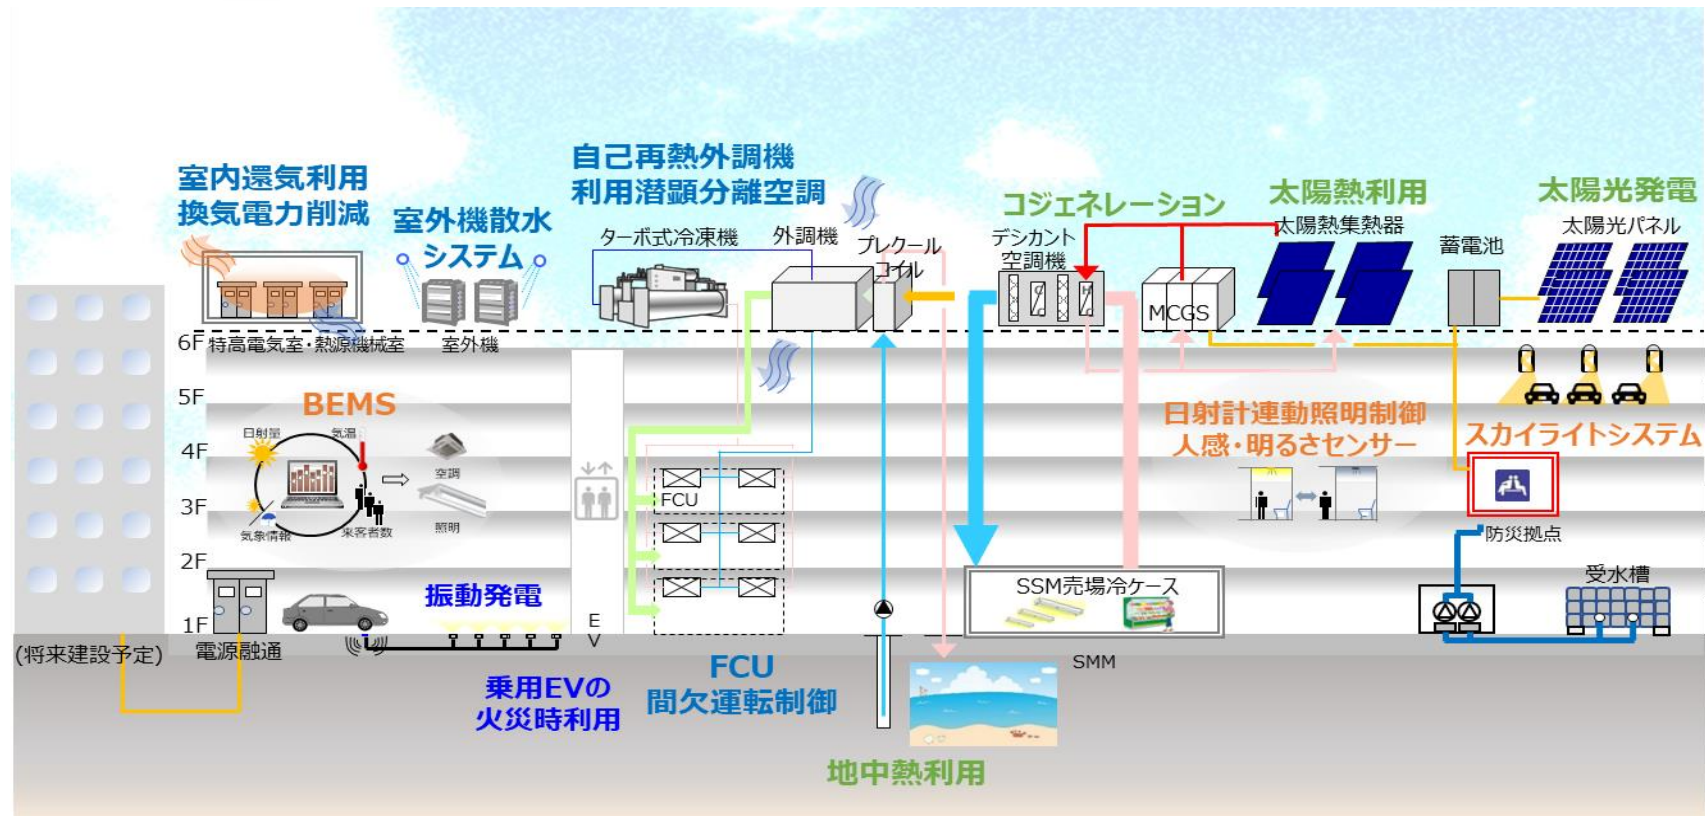 室内還気利用
換気電力削減
室外機散水
システム
自己再熱外調機
利用潜顕分離空調
ターボ式冷凍機
外調機
プレクール
コイル
コジェネレーション
デシカント
空調機
MCGS
太陽熱利用
太陽熱集熱器
蓄電池
太陽光発電
太陽光パネル
C
H
6F
特高電気室・熱源機械室
室外機
5F
4F
3F
2F
1F
BEMS
日射量
気温
空調
照明
気象情報
来客者数
FCU
日射計連動照明制御
人感・明るさセンサー
スカイライトシステム
防災拠点
受水槽
SSM売場冷ケース
SMM
振動発電
E
V
(将来建設予定)
電源融通
乗用EVの
火災時利用
FCU
間欠運転制御
地中熱利用